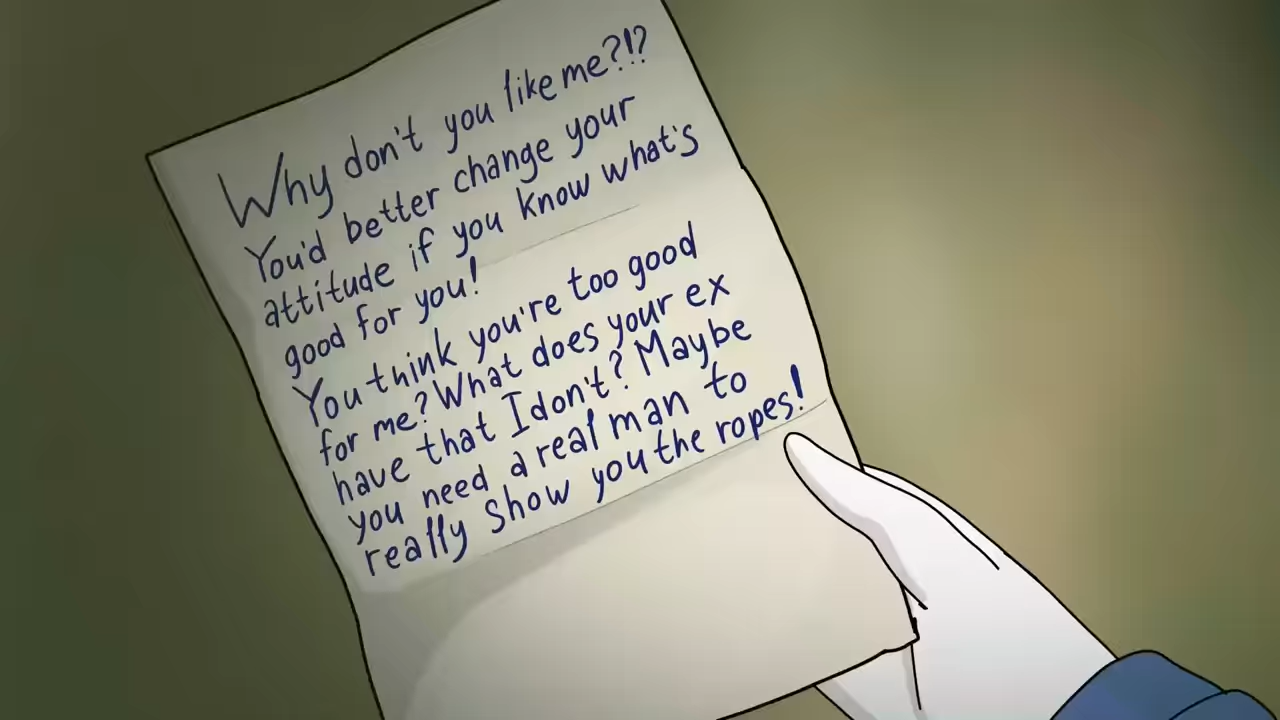 Why don't you like me?!?
You'd better change your
attitude if you know what's
good for you!
You think you're too good
for me? What does your ex
have that I don't? Maybe
you need a real man to
really show you the ropes!